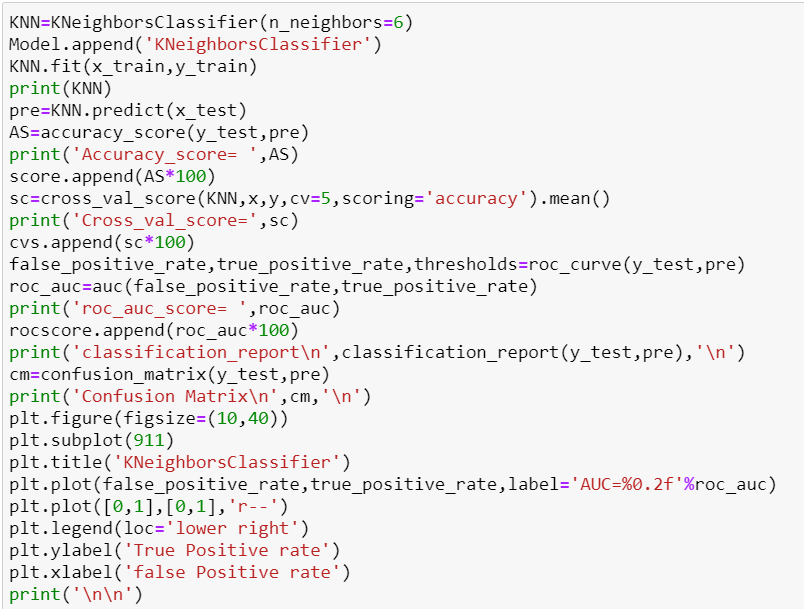 KNN=KNeighborsClassifier(n_neighbors=6)
Model.append('KNeighborsClassifier')
KNN.fit(x_train,y_train)
print(KNN)
pre=KNN.predict(x_test)
AS=accuracy_score(y_test,pre)
print('Accuracy_score= ',AS)
score.append(AS*100)
sc=cross_val_score(KNN,x,y,cv=5,scoring='accuracy').mean()
print('Cross_val_score=',sc)
cvs.append(sc*100)
false_positive_rate,true_positive_rate,thresholds=roc_curve(y_test,pre)
roc_auc=auc(false_positive_rate,true_positive_rate)
print('roc_auc_score= ',roc_auc)
rocscore.append(roc_auc*100)
print('classification_report\n',classification_report(y_test,pre),'\n')
cm=confusion_matrix(y_test,pre)
print('Confusion Matrix\n',cm,'\n')
plt.figure(figsize=(10,40))
plt.subplot(911)
plt.title('KNeighborsClassifier')
plt.plot(false_positive_rate,true_positive_rate,label='AUC=%0.2f'%roc_auc)
plt.plot([0,1],[0,1],'r--')
plt.legend(loc='lower right')
plt.ylabel('True Positive rate')
plt.xlabel('false Positive rate')
print('\n\n')